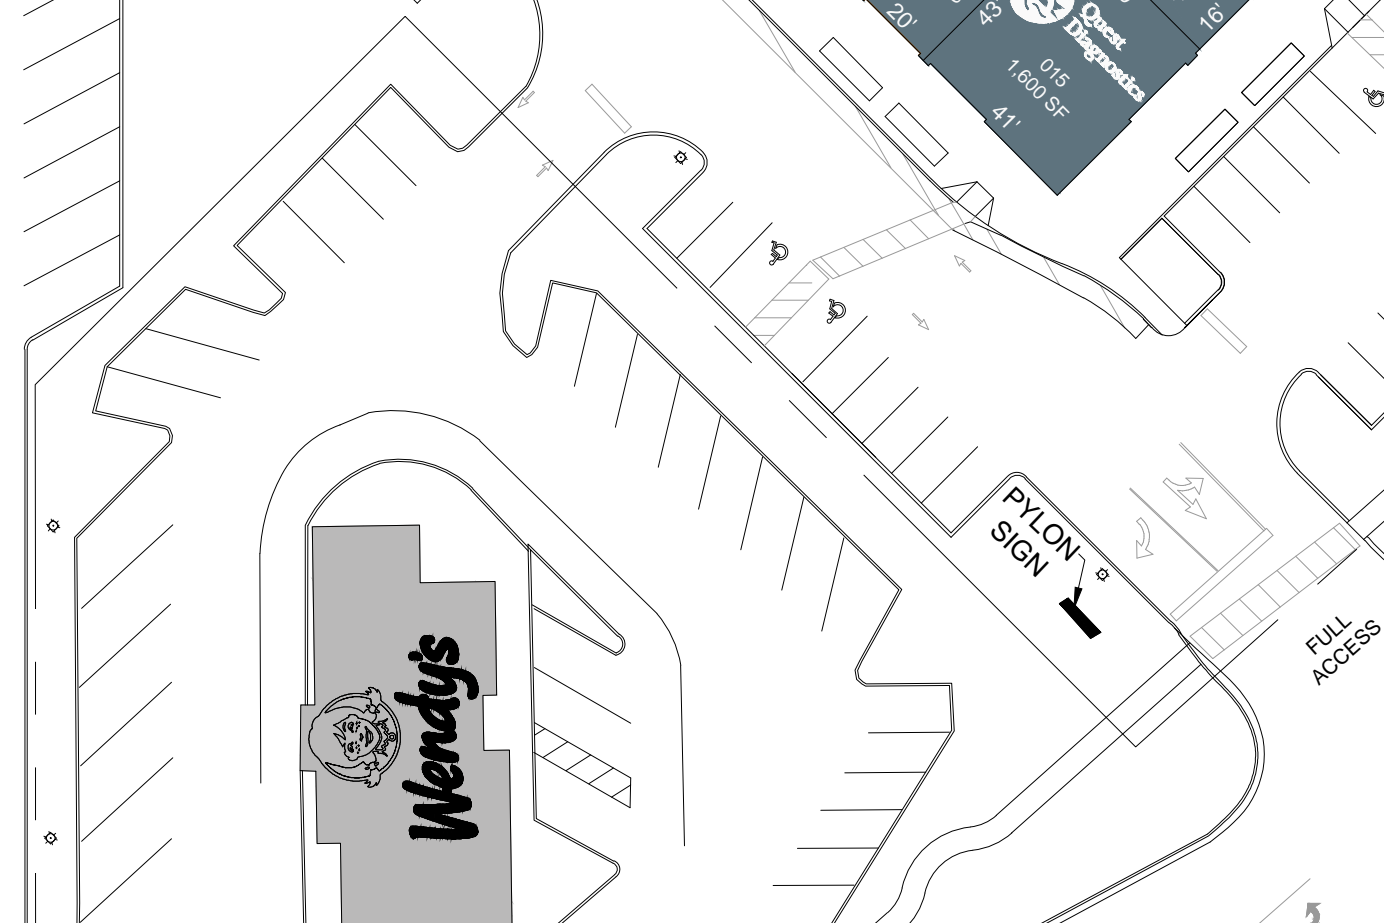 20'
43'
16'
Quest
Diagnostics
015
1,600 SF
41'
PYLON
SIGN
FULL
ACCESS
Wendy's